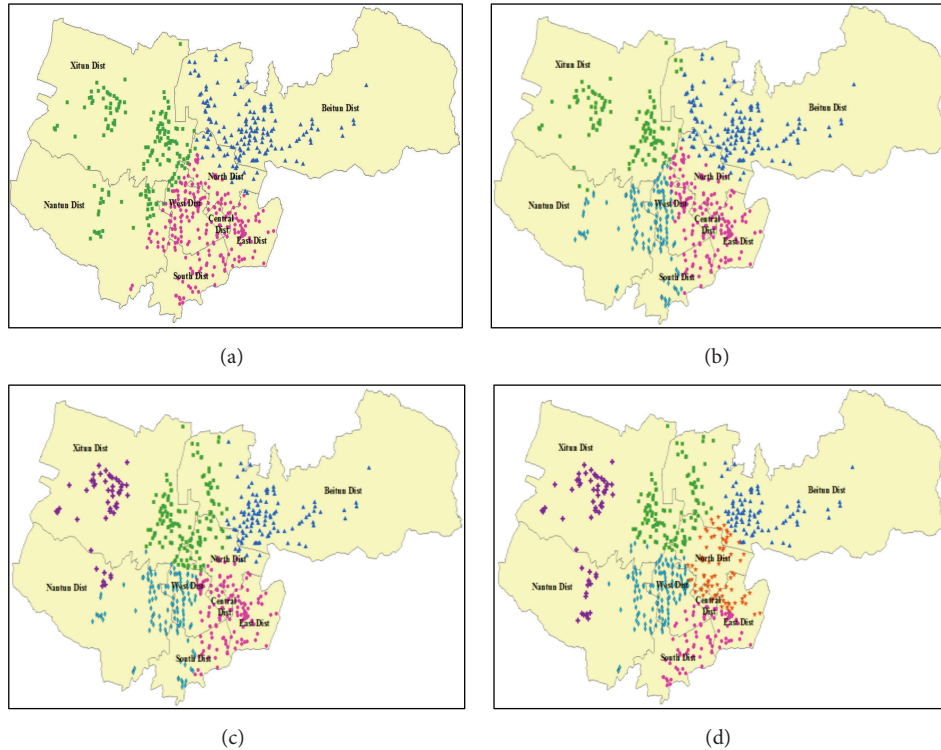 Xitun Dist
Beitun Dist
North Dist
Nantun Dist
West Dist
Central
Dist
East Dist
South Dist
(a)
Xitun Dist
Beitun Dist
North Dist
Nantun Dist
West Dist
Central
Dist
East Dist
South Dist
(b)
Xitun Dist
Beitun Dist
North Dist
Nantun Dist
West Dist
Central
Dist
East Dist
South Dist
(c)
Xitun Dist
Beitun Dist
North Dist
Nantun Dist
West Dist
Central
Dist
East Dist
South Dist
(d)